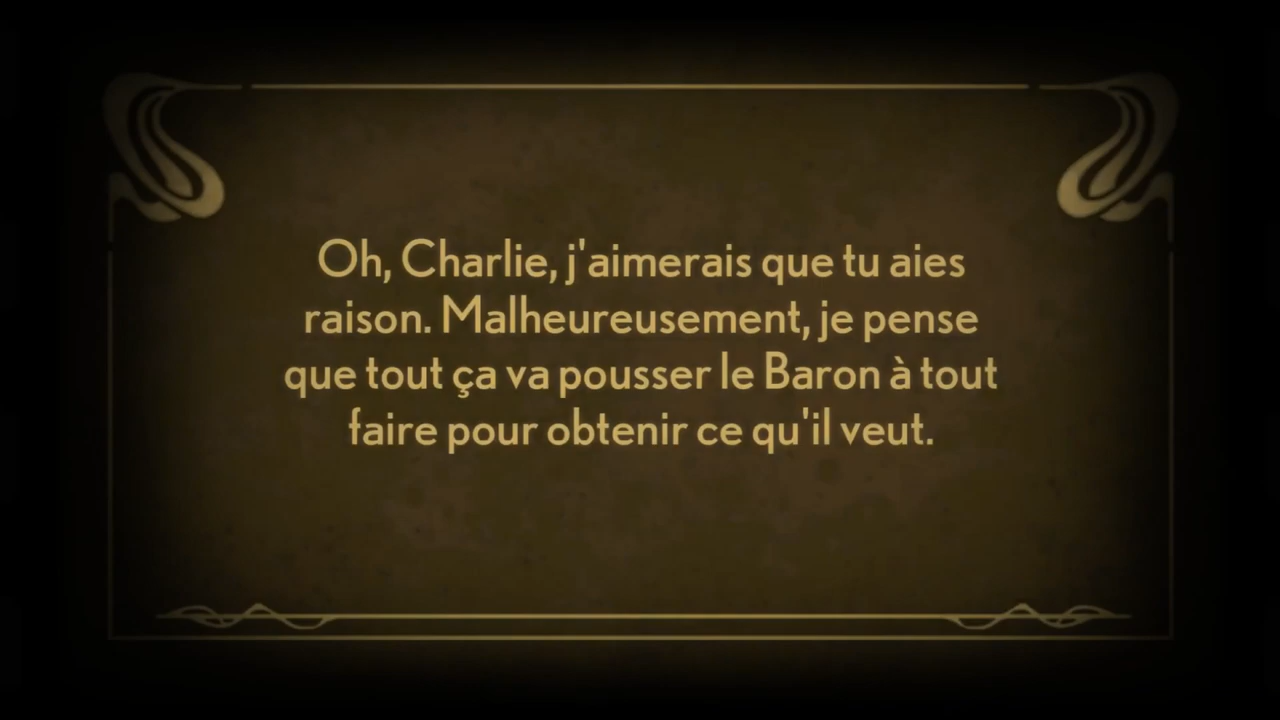 Oh, Charlie, j'aimerais que tu aies
raison. Malheureusement, je pense
que tout ça va pousser le Baron à tout
faire pour obtenir ce qu'il veut.